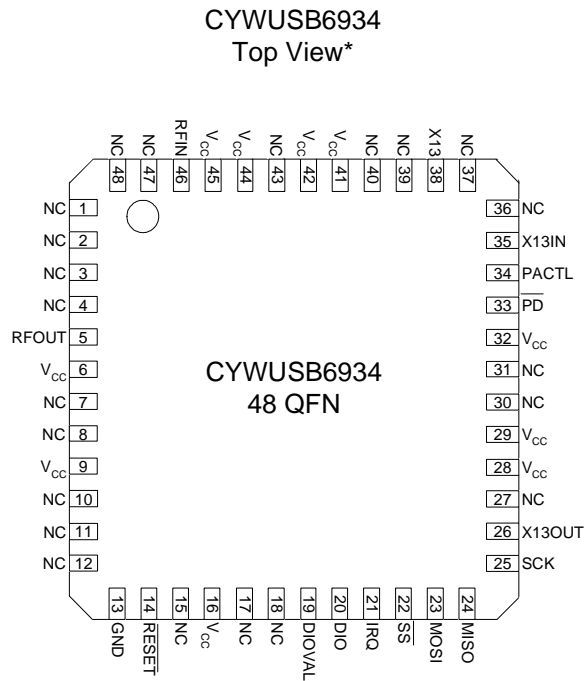 CYWUSB6934
Top View*
NC NC RFIN VCC VCC NC VCC VCC NC NC X13 NC
48 47 46 45 44 43 42 41 40 39 38 37
NC 1
NC 2
NC 3
NC 4
RFOUT 5
VCC 6
NC 7
NC 8
VCC 9
NC 10
NC 11
NC 12
CYWUSB6934
48 QFN
36 NC
35 X13IN
34 PACTL
33 PD
32 VCC
31 NC
30 NC
29 VCC
28 VCC
27 NC
26 X13OUT
25 SCK
13 14 15 16 17 18 19 20 21 22 23 24
GND RESET NC VCC NC NC DIOVAL DIO IRQ SS MOSI MISO